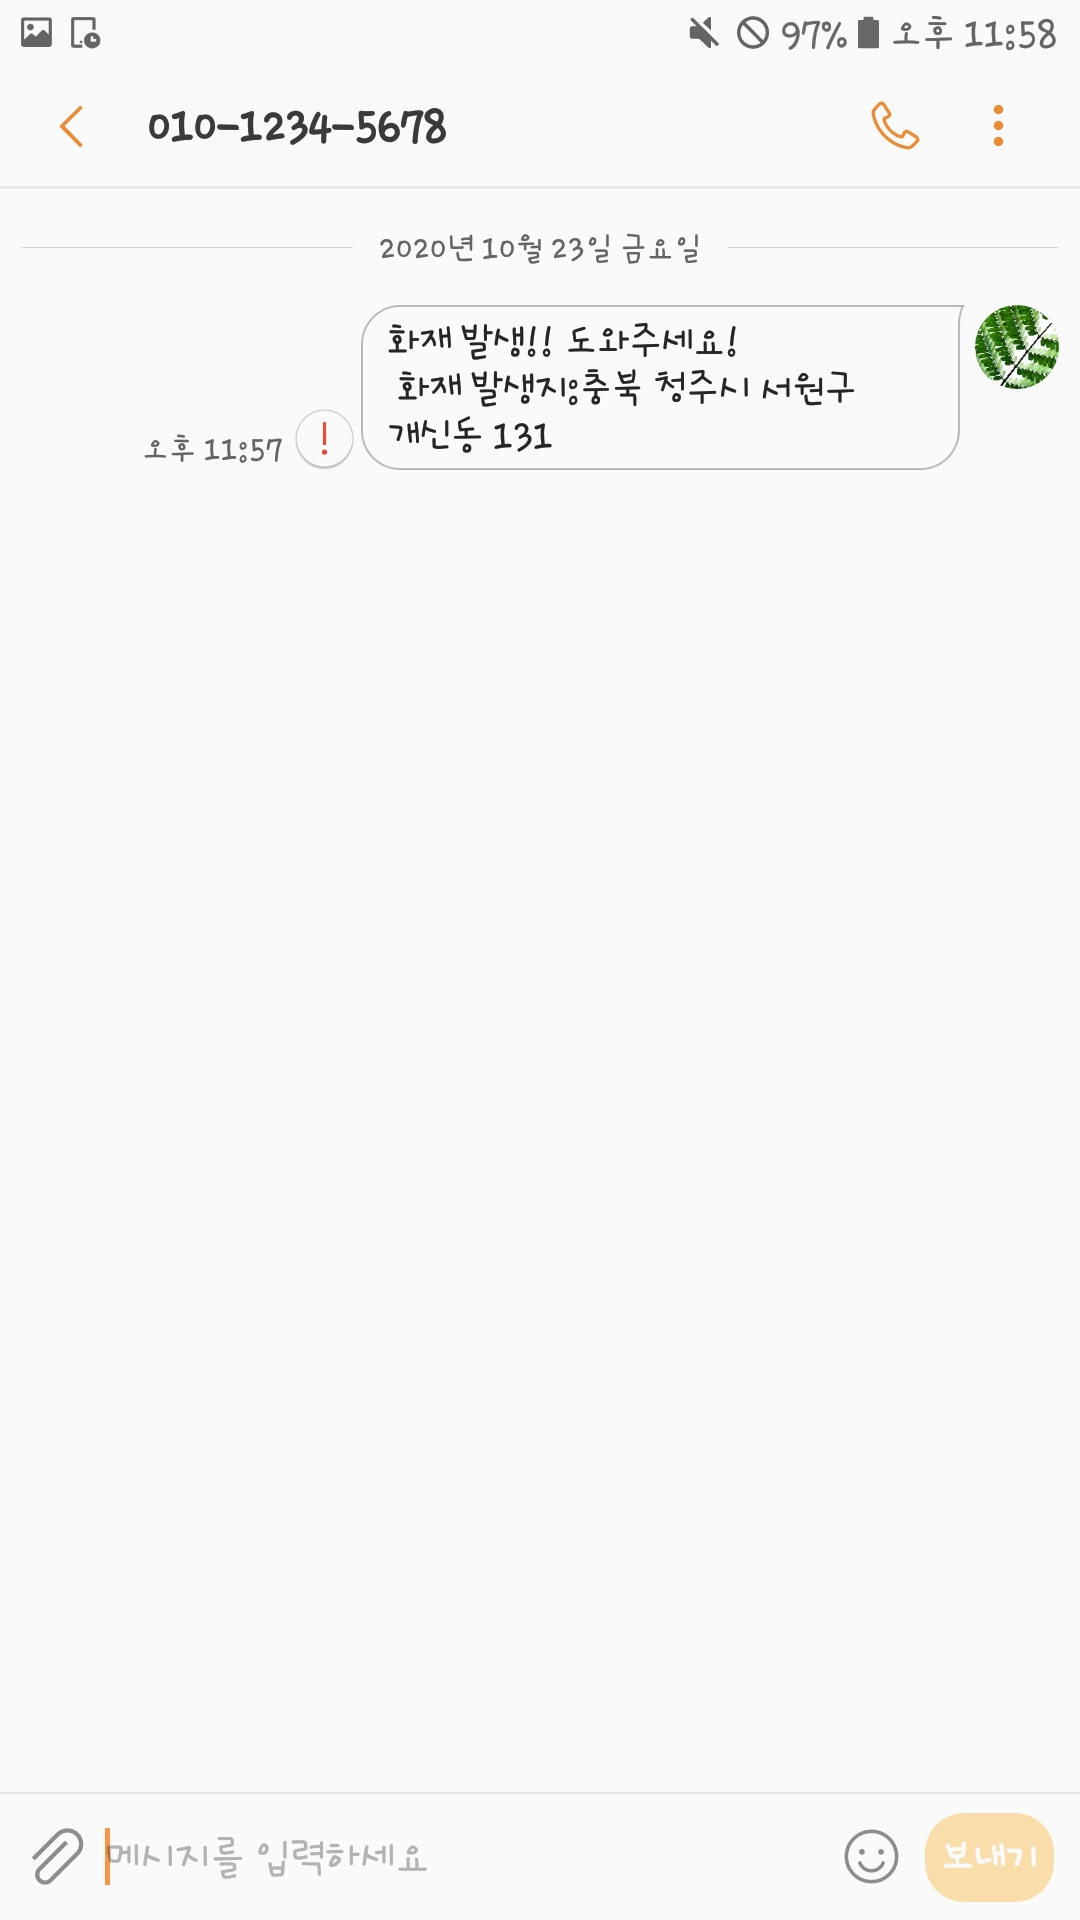 97% 오후 11:58
010-1234-5678
2020년 10월 23일 금요일
화재 발생!! 도와주세요!
화재 발생지:충북 청주시 서원구
개신동 131
오후 11:57
메시지를 입력하세요
보내기